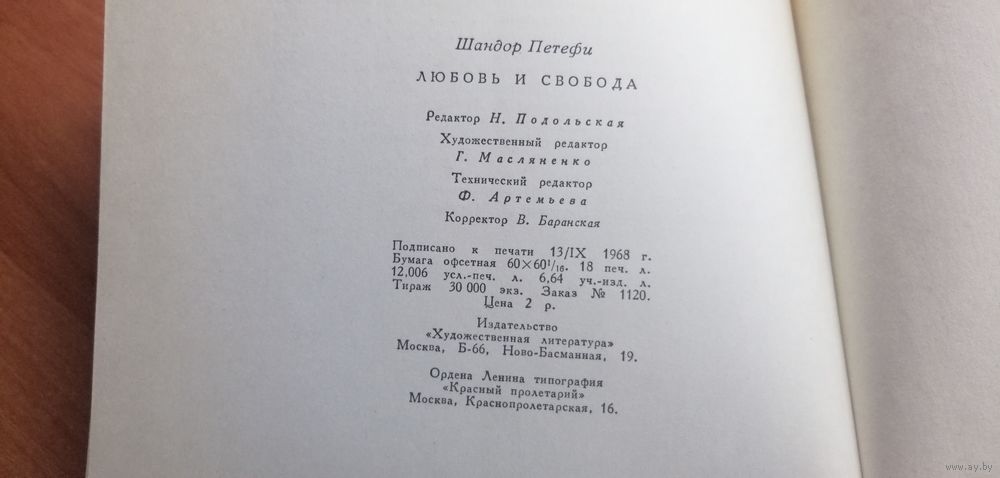 Шандор Петефи
ЛЮБОВЬ И СВОБОДА
Редактор Н. Подольская
Художественный редактор
Г. Масляненко
Технический редактор
Ф. Артемьева
Корректор В. Баранская
Подписано к печати 13/IX 1968 г.
Бумага офсетная 60×60¹/₁₆. 18 печ. л.
12,006 усл.-печ. л. 6,64 уч.-изд. л.
Тираж 30 000 экз. Заказ № 1120.
Цена 2 р.
Издательство
«Художественная литература»
Москва, Б-66, Ново-Басманная, 19.
Ордена Ленина типография
«Красный пролетарий»
Москва, Краснопролетарская, 16.
www.ay.by